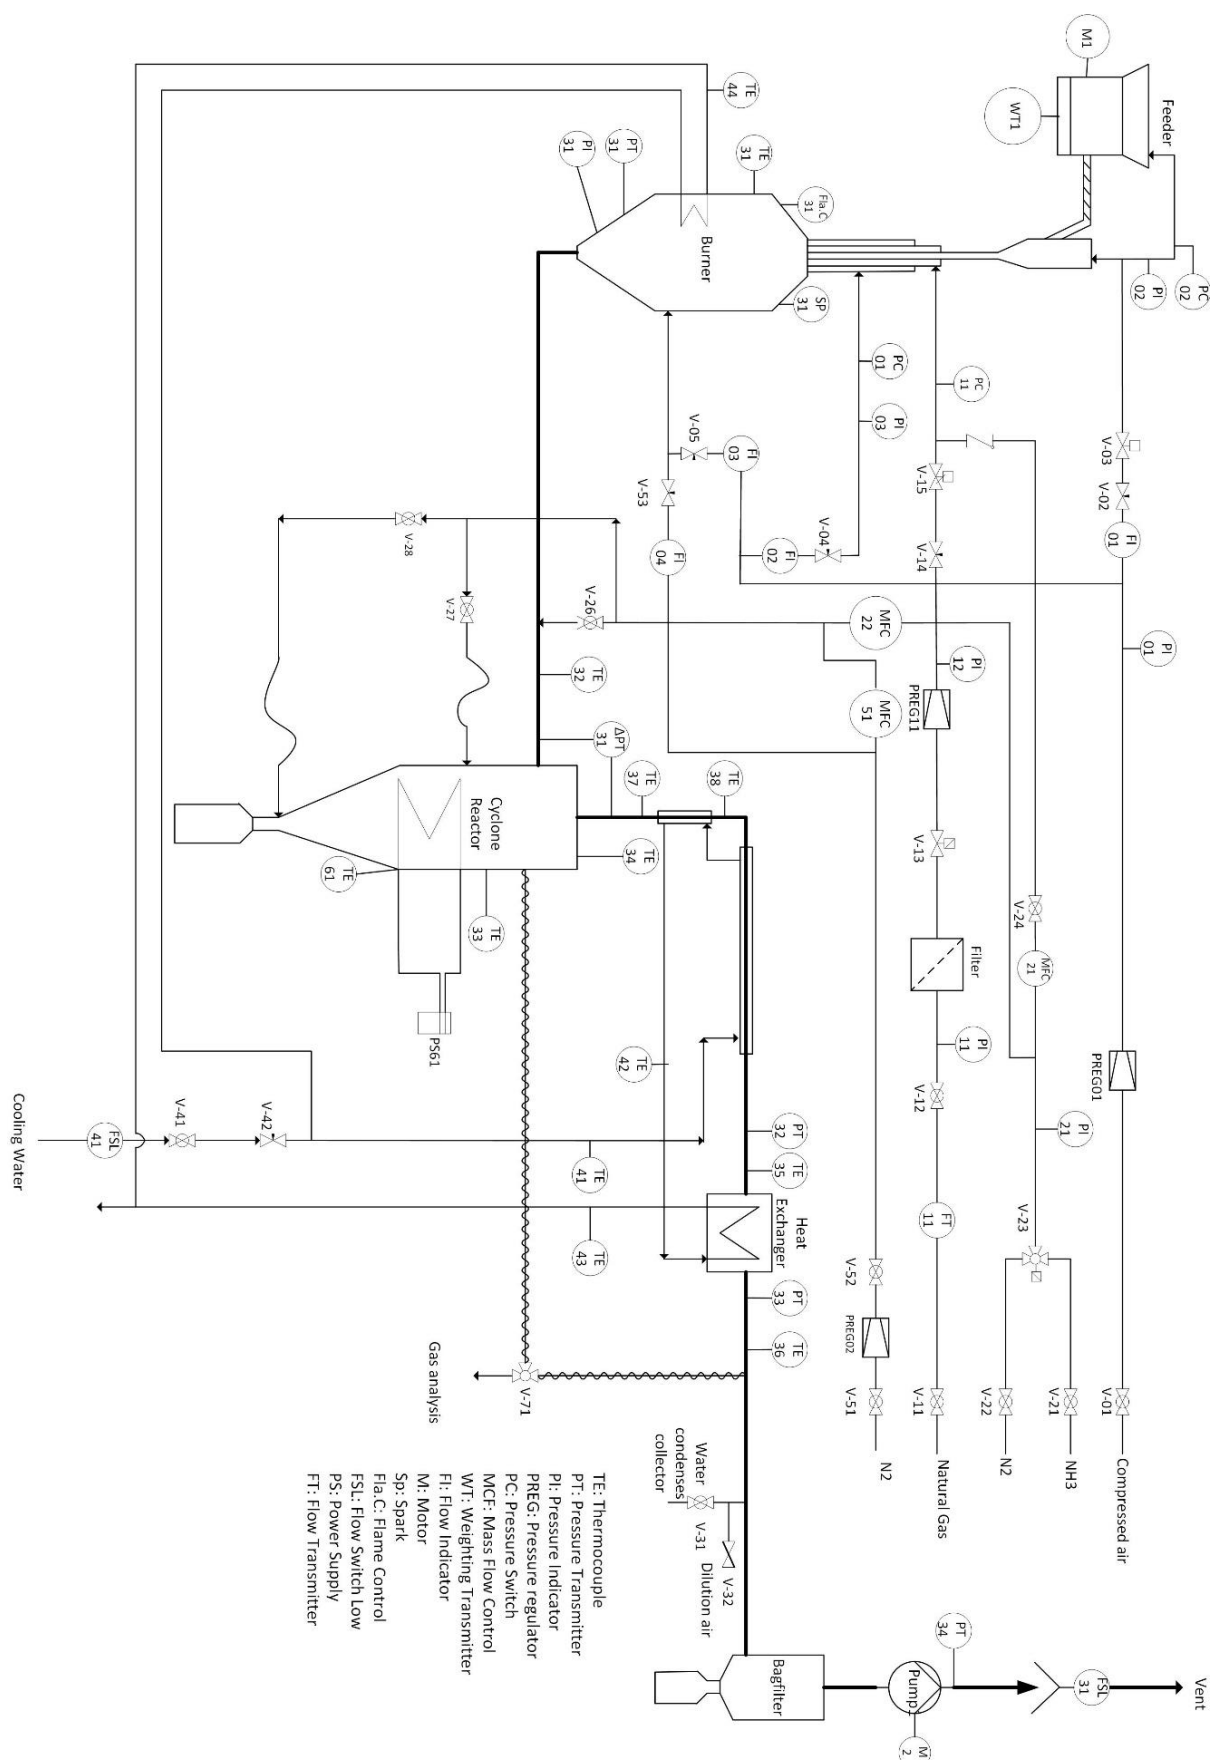 M1
WT1
Feeder
PC
02
PI
02
V-03
V-02
FI
01
PI
01
PREG01
V-01
Compressed air
TE
44
PI
31
PT
31
TE
31
Fla.C
31
Burner
SP
31
PC
01
PI
03
PC
11
V-05
FI
03
V-53
FI
04
V-04
FI
02
V-15
V-14
MFC
22
PI
12
PREG11
MFC
51
V-13
Filter
PI
11
V-12
FT
11
V-11
Natural Gas
V-24
MFC
21
PI
21
V-23
V-21
NH3
V-22
N2
V-52
PREG02
V-51
N2
V-28
V-27
V-26
TE
32
ΔPT
31
TE
37
TE
38
Cyclone
Reactor
TE
34
TE
61
TE
33
PS61
TE
42
PT
32
TE
35
Heat
Exchanger
PT
33
TE
36
Cooling Water
FSL
41
V-41
V-42
TE
41
TE
43
Gas analysis
V-71
Water
condenses
collector
V-31
V-32
Dilution air
Bagfilter
Pump
M
2
PT
34
FSL
31
Vent
TE: Thermocouple
PT: Pressure Transmitter
PI: Pressure Indicator
PREG: Pressure regulator
MCF: Mass Flow Control
PC: Pressure Switch
WT: Weighting Transmitter
FI: Flow Indicator
M: Motor
Sp: Spark
Fla.C: Flame Control
FSL: Flow Switch Low
PS: Power Supply
FT: Flow Transmitter